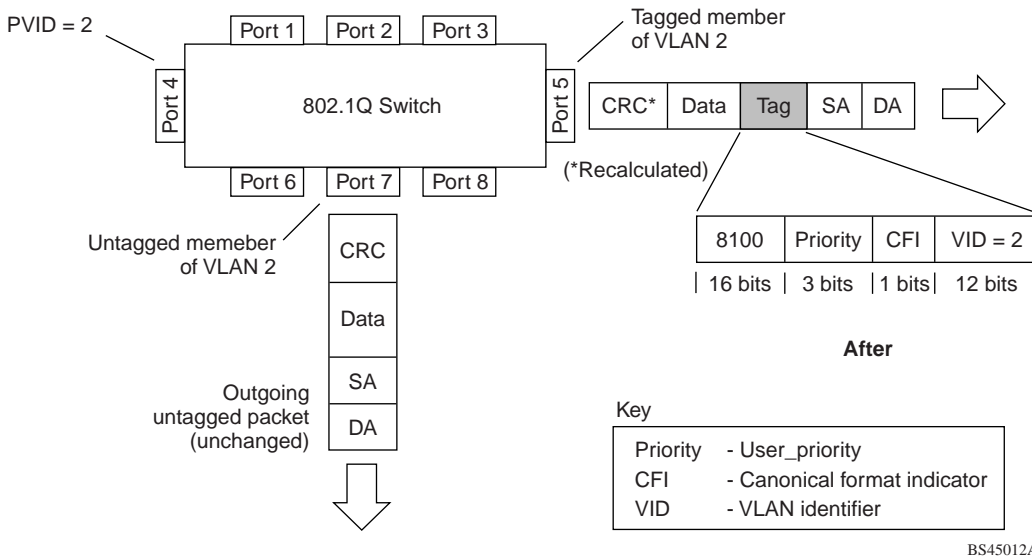 PVID = 2
Port 1
Port 2
Port 3
Tagged member
of VLAN 2
Port 4
802.1Q Switch
Port 5
CRC*
Data
Tag
SA
DA
(*Recalculated)
Port 6
Port 7
Port 8
Untagged memeber
of VLAN 2
CRC
Data
SA
DA
8100
Priority
CFI
VID = 2
16 bits
3 bits
1 bits
12 bits
After
Outgoing
untagged packet
(unchanged)
Key
Priority - User_priority
CFI - Canonical format indicator
VID - VLAN identifier
BS45012A